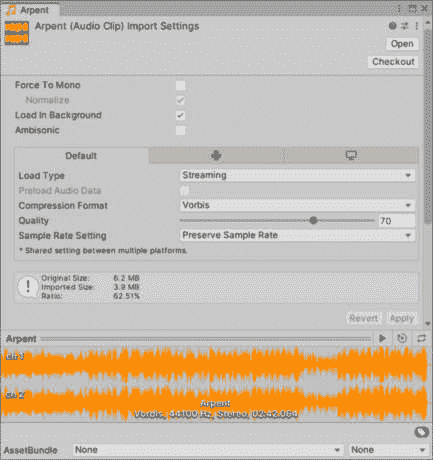 Arpent
Arpent (Audio Clip) Import Settings
Open
Checkout
Force To Mono
Normalize
Load In Background
Ambisonic
Default
Load Type Streaming
Preload Audio Data
Compression Format Vorbis
Quality 70
Sample Rate Setting Preserve Sample Rate
* Shared setting between multiple platforms.
Original Size: 6.2 MB
Imported Size: 3.9 MB
Ratio: 62.51%
Revert Apply
Arpent
Ch 1
Ch 2
Arpent
Vorbis, 44100 Hz, Stereo, 02:42.064
AssetBundle None None